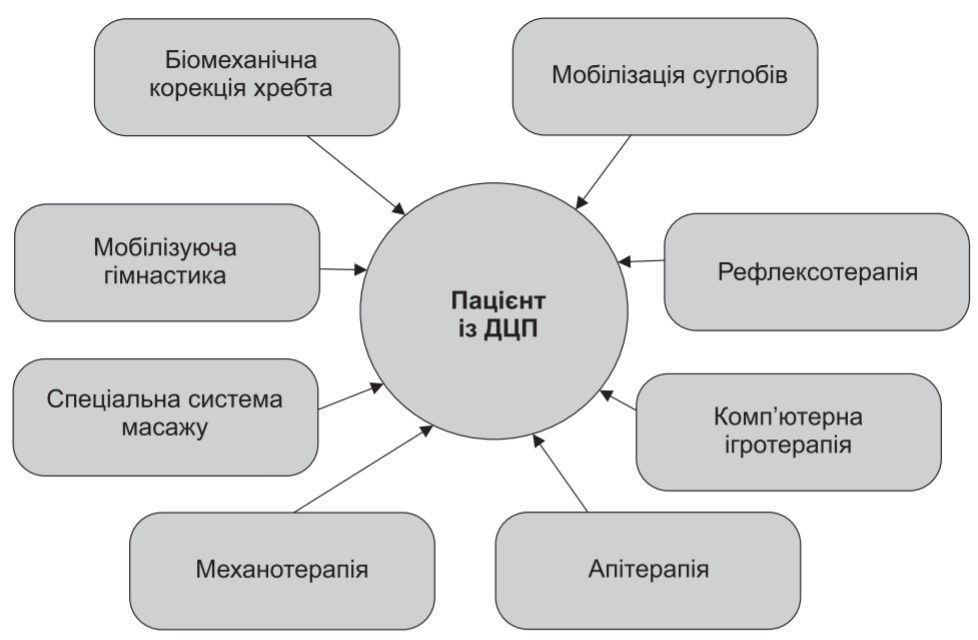 Біомеханічна
корекція хребта
Мобілізація суглобів
Мобілізуюча
гімнастика
Рефлексотерапія
Пацієнт
із ДЦП
Спеціальна система
масажу
Комп’ютерна
ігротерапія
Механотерапія
Апітерапія